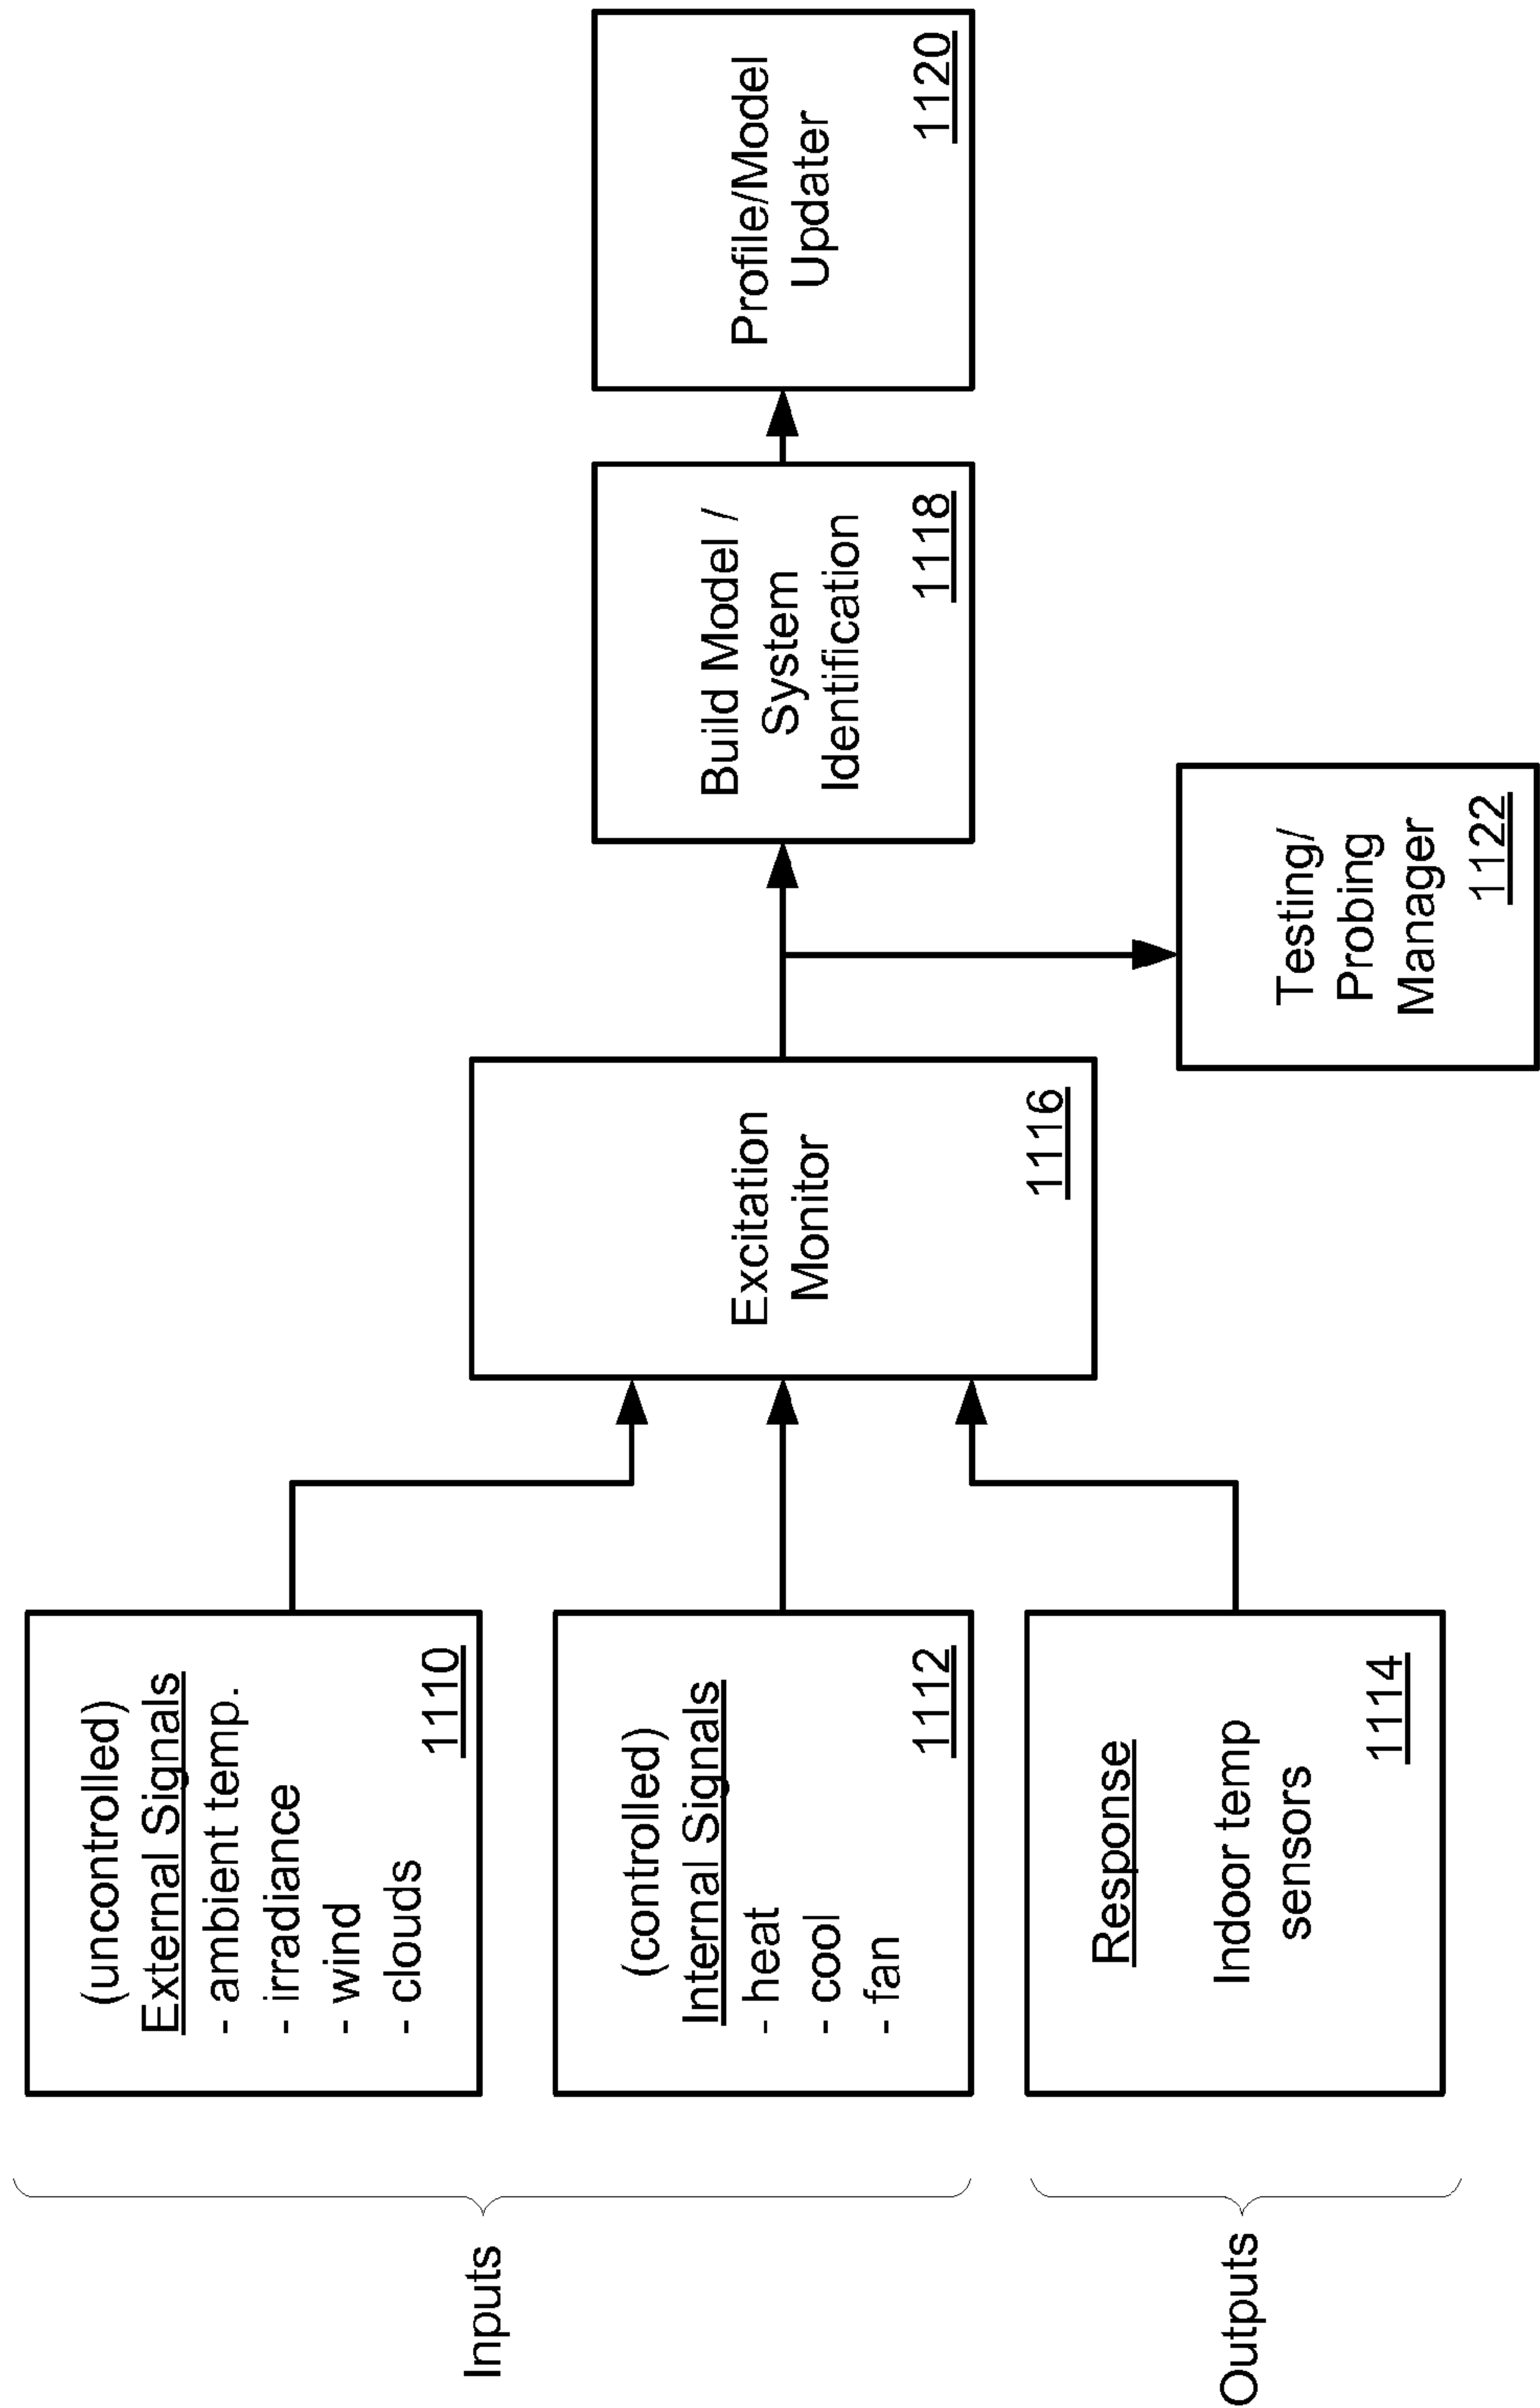 Inputs
(uncontrolled)
External Signals
- ambient temp.
- irradiance
- wind
- clouds
1110
(controlled)
Internal Signals
- heat
- cool
- fan
1112
Outputs
Response
Indoor temp
sensors
1114
Excitation
Monitor
1116
Build Model /
System
Identification
1118
Profile/Model
Updater
1120
Testing/
Probing
Manager
1122